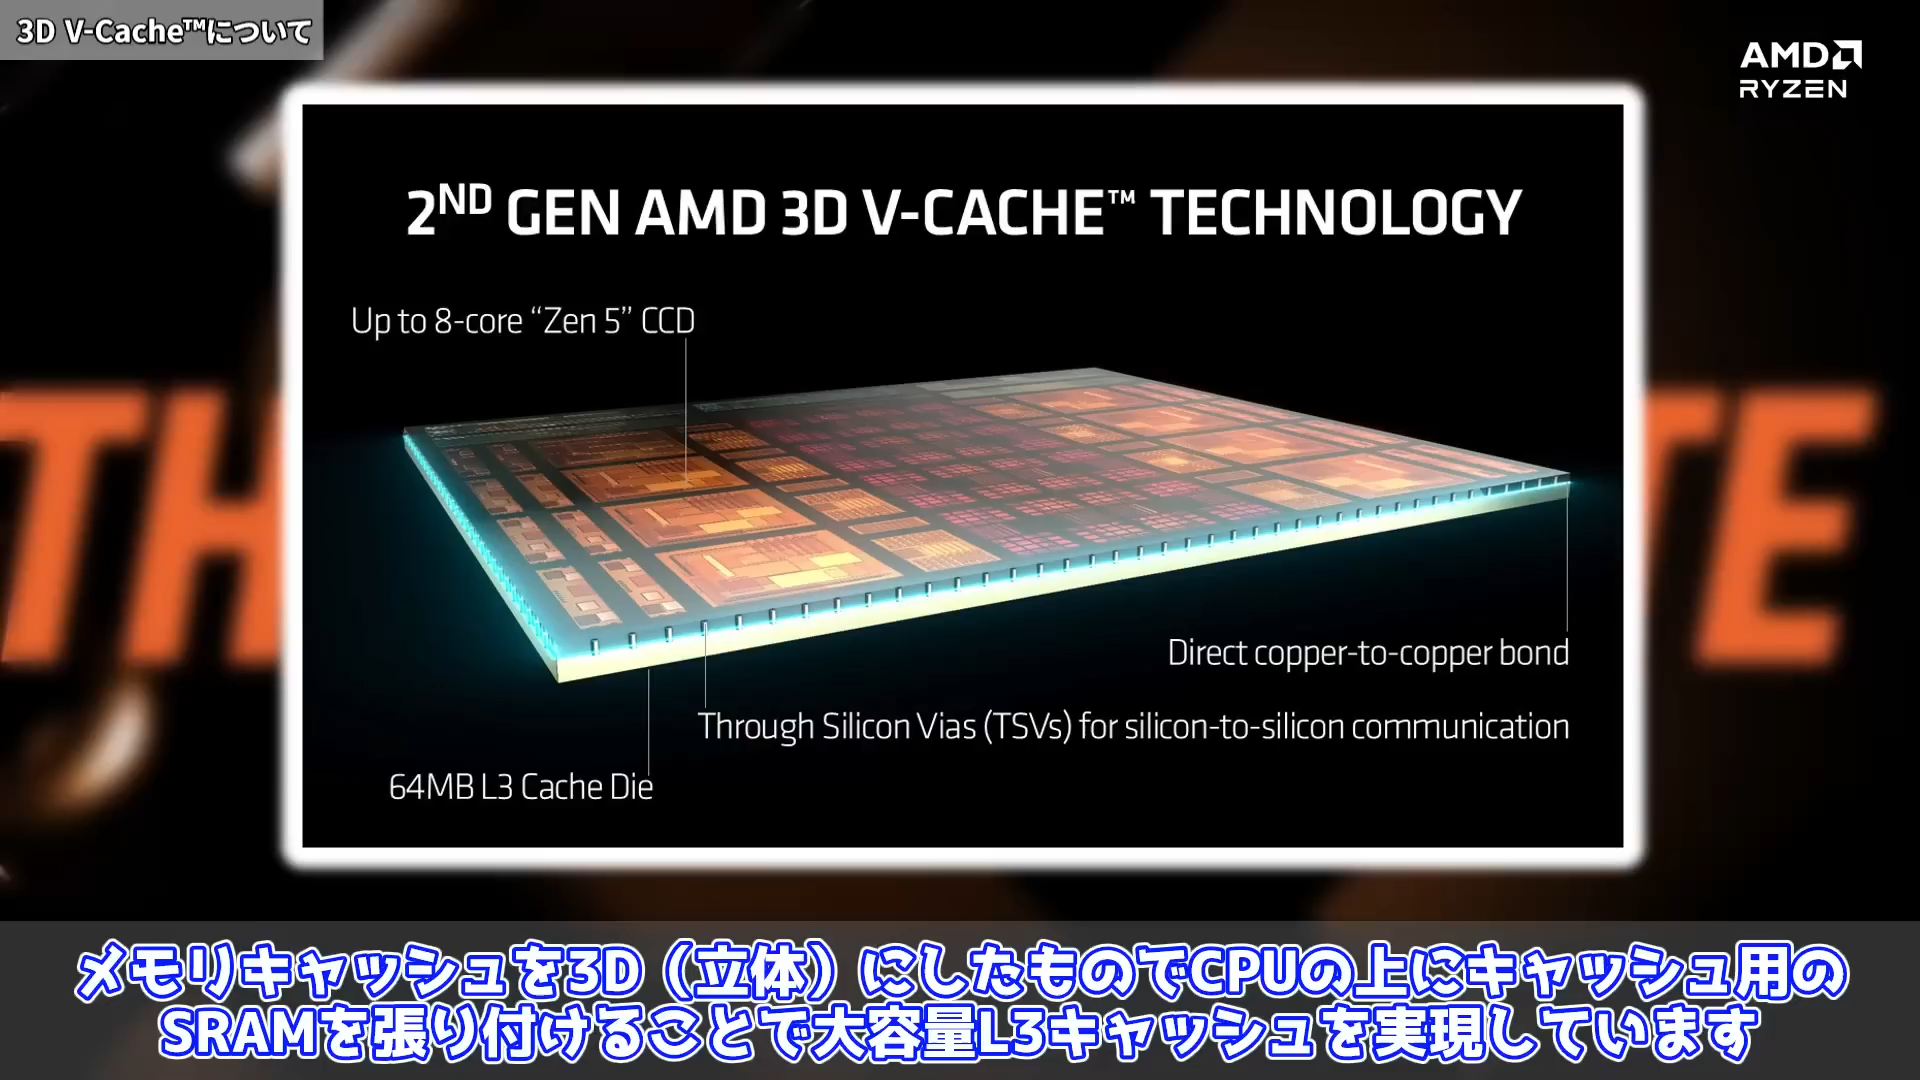 3D V-Cache™について
AMD
RYZEN
2ND GEN AMD 3D V-CACHE™ TECHNOLOGY
Up to 8-core “Zen 5” CCD
Direct copper-to-copper bond
Through Silicon Vias (TSVs) for silicon-to-silicon communication
64MB L3 Cache Die
メモリキャッシュを3D（立体）にしたものでCPUの上にキャッシュ用の
SRAMを張り付けることで大容量L3キャッシュを実現しています